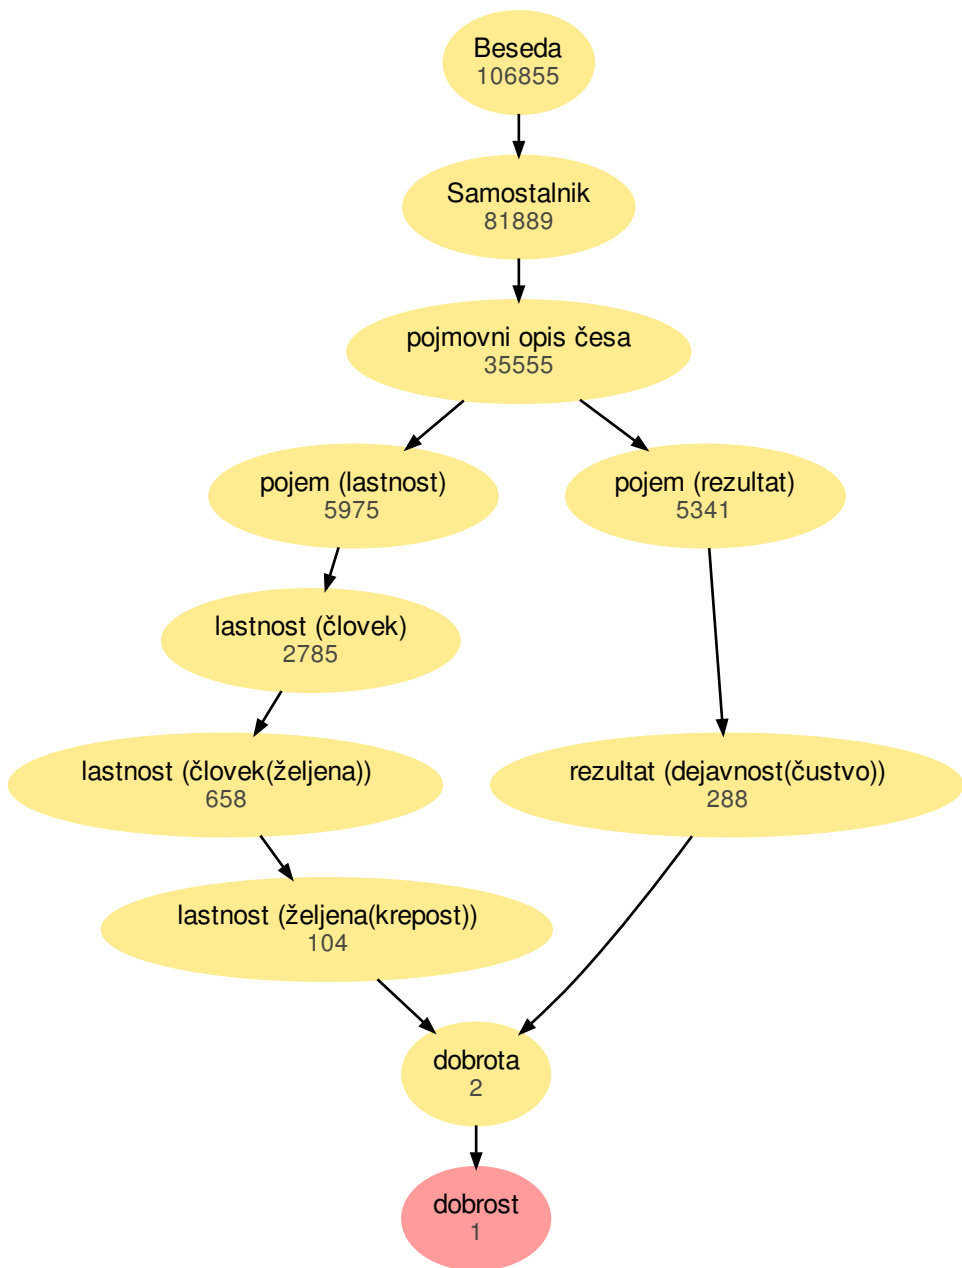 Beseda
106855
Samostalnik
81889
pojmovni opis česa
35555
pojem (lastnost)
5975
pojem (rezultat)
5341
lastnost (človek)
2785
lastnost (človek(željena))
658
rezultat (dejavnost(čustvo))
288
lastnost (željena(krepost))
104
dobrota
2
dobrost
1